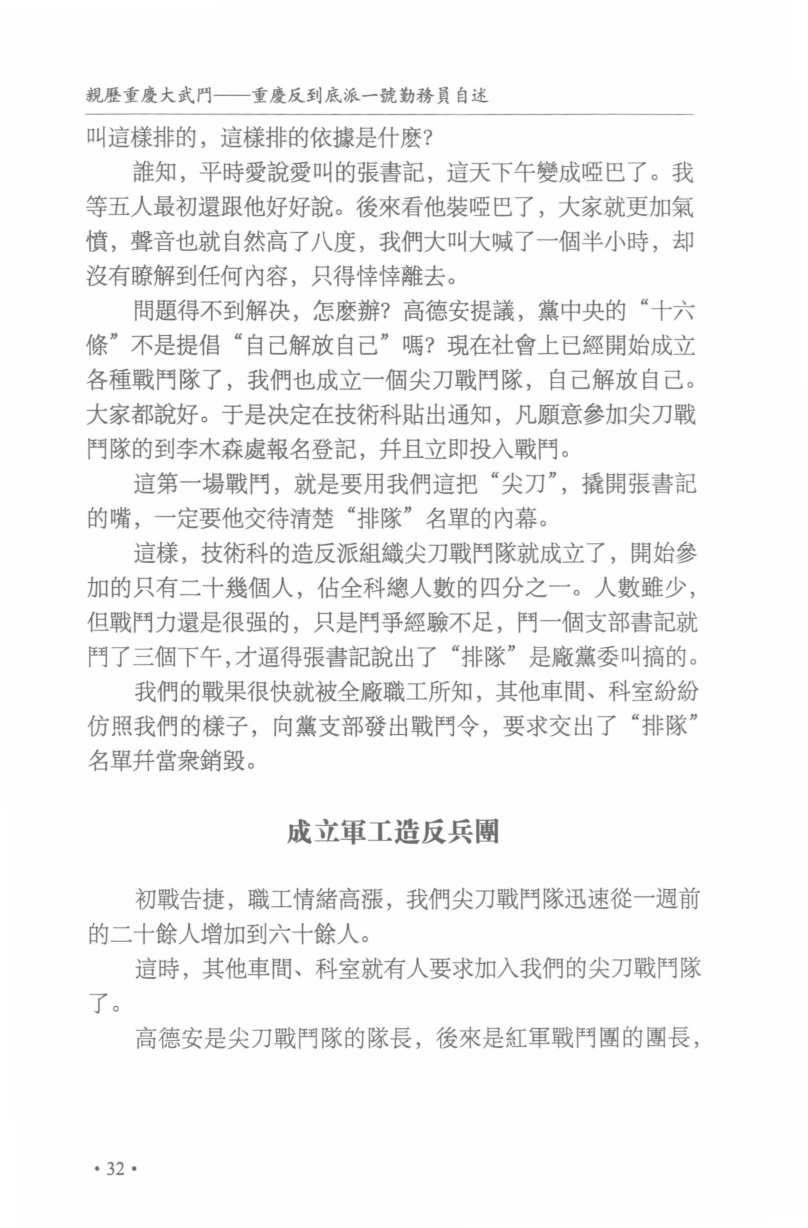 親歷重慶大武鬥——重慶反到底派一號勤務員自述
叫這樣排的，這樣排的依據是什麽？
誰知，平時愛說愛叫的張書記，這天下午變成啞巴了。我
等五人最初還跟他好好說。後來看他裝啞巴了，大家就更加氣
憤，聲音也就自然高了八度，我們大叫大喊了一個半小時，却
沒有瞭解到任何內容，只得悻悻離去。
問題得不到解决，怎麽辦？高德安提議，黨中央的“十六
條”不是提倡“自己解放自己”嗎？現在社會上已經開始成立
各種戰鬥隊了，我們也成立一個尖刀戰鬥隊，自己解放自己。
大家都說好。于是决定在技術科貼出通知，凡願意參加尖刀戰
鬥隊的到李木森處報名登記，幷且立即投入戰鬥。
這第一場戰鬥，就是要用我們這把“尖刀”，撬開張書記
的嘴，一定要他交待清楚“排隊”名單的內幕。
這樣，技術科的造反派組織尖刀戰鬥隊就成立了，開始參
加的只有二十幾個人，佔全科總人數的四分之一。人數雖少，
但戰鬥力還是很强的，只是鬥爭經驗不足，鬥一個支部書記就
鬥了三個下午，才逼得張書記說出了“排隊”是廠黨委叫搞的。
我們的戰果很快就被全廠職工所知，其他車間、科室紛紛
仿照我們的樣子，向黨支部發出戰鬥令，要求交出了“排隊”
名單幷當衆銷毀。
成立軍工造反兵團
初戰告捷，職工情緒高漲，我們尖刀戰鬥隊迅速從一週前
的二十餘人增加到六十餘人。
這時，其他車間、科室就有人要求加入我們的尖刀戰鬥隊
了。
高德安是尖刀戰鬥隊的隊長，後來是紅軍戰鬥團的團長，
·32·